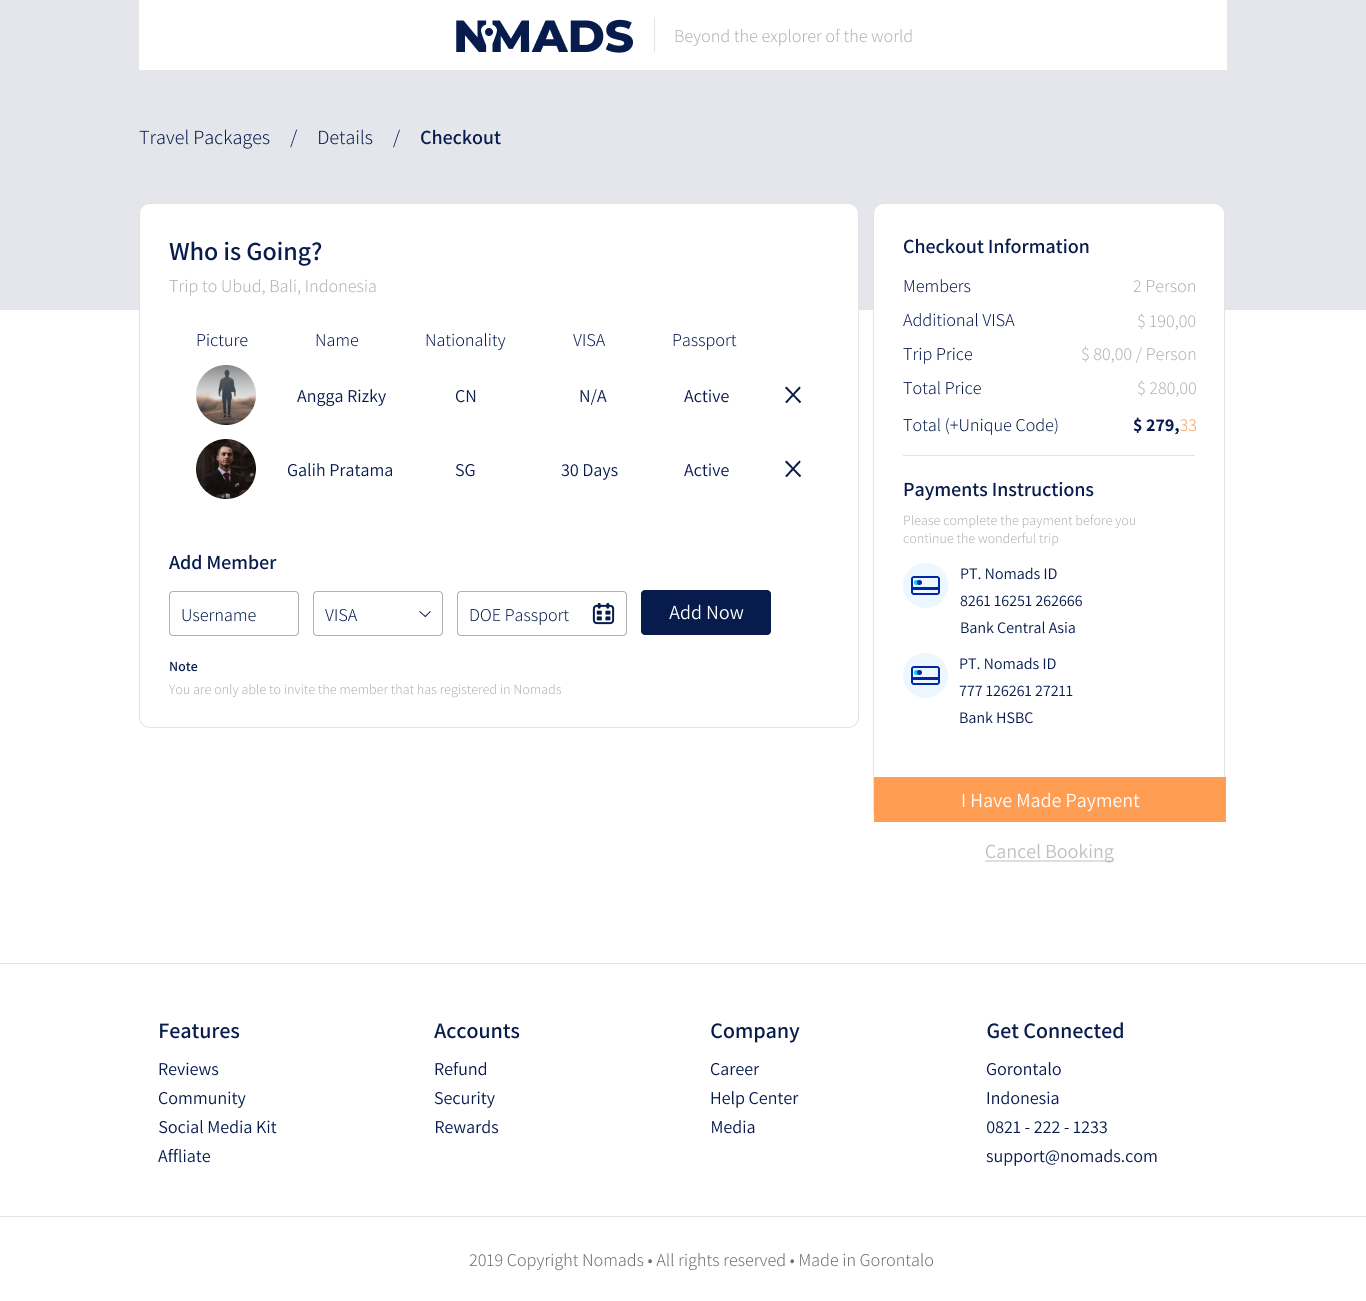 NOMADS
Beyond the explorer of the world
Travel Packages / Details / Checkout
Who is Going?
Trip to Ubud, Bali, Indonesia
Picture Name Nationality VISA Passport
Angga Rizky CN N/A Active
Galih Pratama SG 30 Days Active
Add Member
Username VISA DOE Passport Add Now
Note
You are only able to invite the member that has registered in Nomads
Checkout Information
Members 2 Person
Additional VISA $ 190,00
Trip Price $ 80,00 / Person
Total Price $ 280,00
Total (+Unique Code) $ 279,33
Payments Instructions
Please complete the payment before you
continue the wonderful trip
PT. Nomads ID
8261 16251 262666
Bank Central Asia
PT. Nomads ID
777 126261 27211
Bank HSBC
I Have Made Payment
Cancel Booking
Features
Reviews
Community
Social Media Kit
Affliate
Accounts
Refund
Security
Rewards
Company
Career
Help Center
Media
Get Connected
Gorontalo
Indonesia
0821 - 222 - 1233
support@nomads.com
2019 Copyright Nomads • All rights reserved • Made in Gorontalo